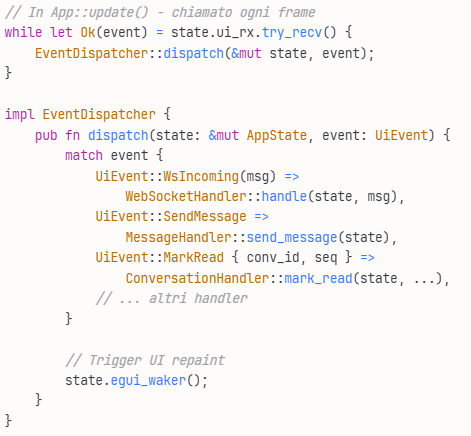 // In App::update() - chiamato ogni frame
while let Ok(event) = state.ui_rx.try_recv() {
    EventDispatcher::dispatch(&mut state, event);
}

impl EventDispatcher {
    pub fn dispatch(state: &mut AppState, event: UiEvent) {
        match event {
            UiEvent::WsIncoming(msg) =>
                WebSocketHandler::handle(state, msg),
            UiEvent::SendMessage =>
                MessageHandler::send_message(state),
            UiEvent::MarkRead { conv_id, seq } =>
                ConversationHandler::mark_read(state, ...),
            // ... altri handler
        }

        // Trigger UI repaint
        state.egui_waker();
    }
}